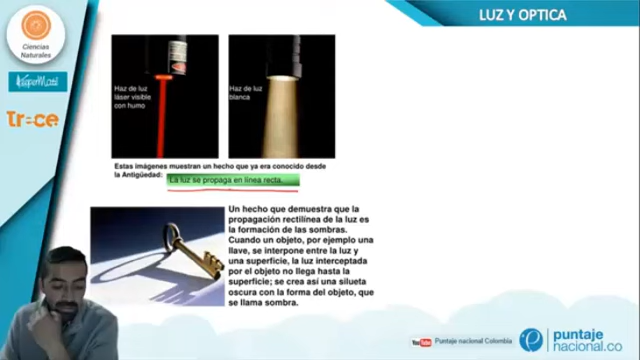 LUZ Y OPTICA
Ciencias
Naturales
Haz de luz
láser visible
con humo
Haz de luz
blanca
Estas imágenes muestran un hecho que ya era conocido desde
la Antigüedad:
La luz se propaga en línea recta.
Un hecho que demuestra que la
propagación rectilínea de la luz es
la formación de las sombras.
Cuando un objeto, por ejemplo una
llave, se interpone entre la luz y
una superficie, la luz interceptada
por el objeto no llega hasta la
superficie; se crea así una silueta
oscura con la forma del objeto, que
se llama sombra.
You Tube
Puntaje nacional Colombia
puntaje
nacional.co